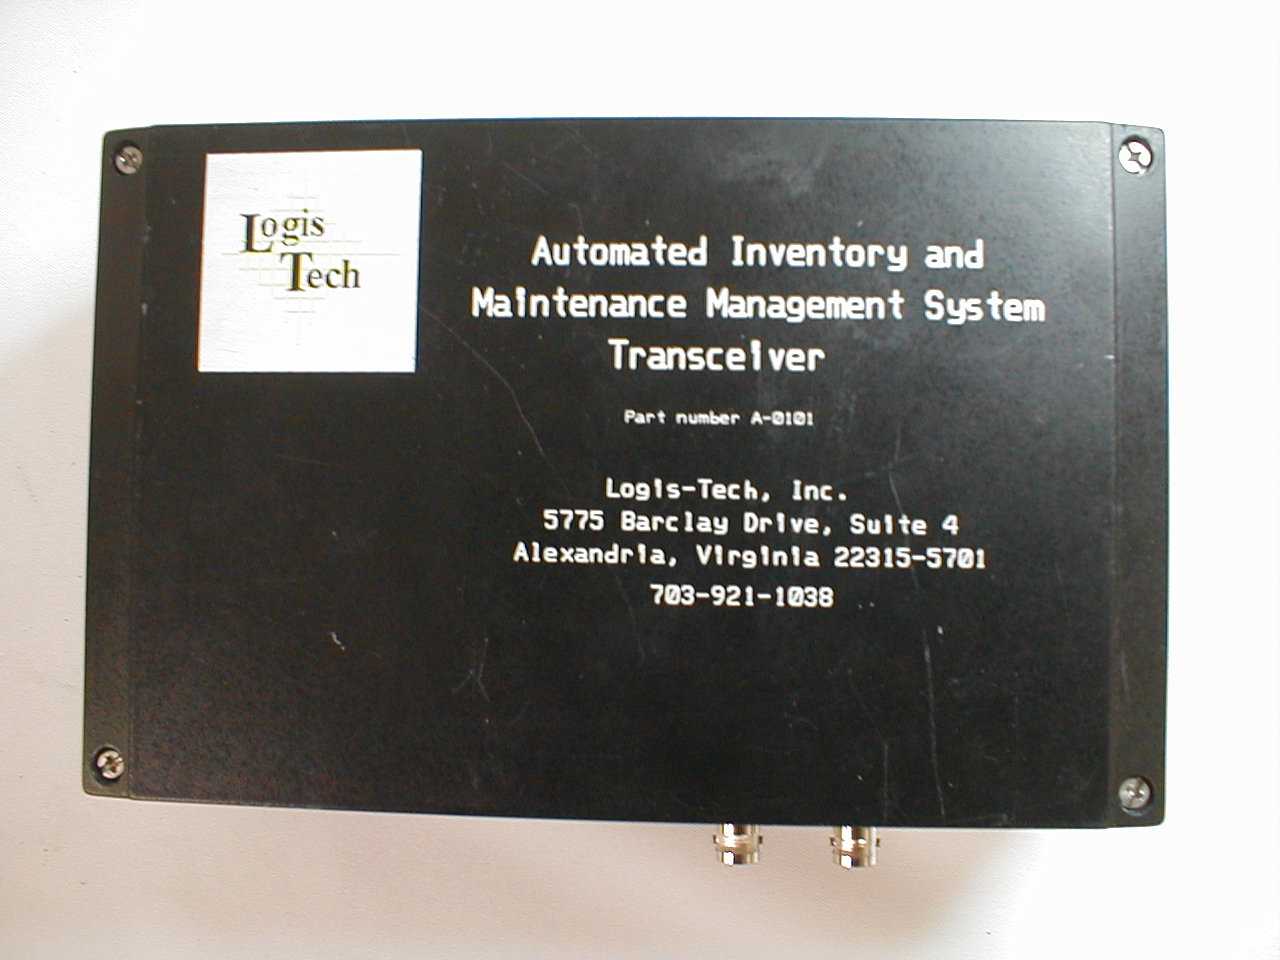 Logis
Tech
Automated Inventory and
Maintenance Management System
Transceiver
Part number A-0101
Logis-Tech, Inc.
5775 Barclay Drive, Suite 4
Alexandria, Virginia 22315-5701
703-921-1038